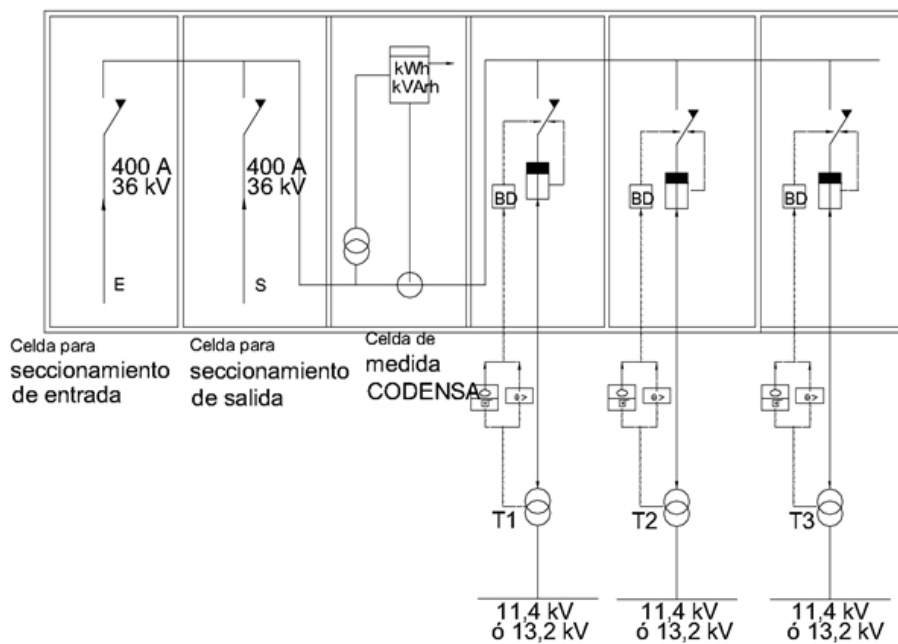 kWh
kVArh
400 A
36 kV
400 A
36 kV
BD
BD
BD
E
S
Celda para
seccionamiento
de entrada
Celda para
seccionamiento
de salida
Celda de
medida
CODENSA
T1
T2
T3
11,4 kV
ó 13,2 kV
11,4 kV
ó 13,2 kV
11,4 kV
ó 13,2 kV